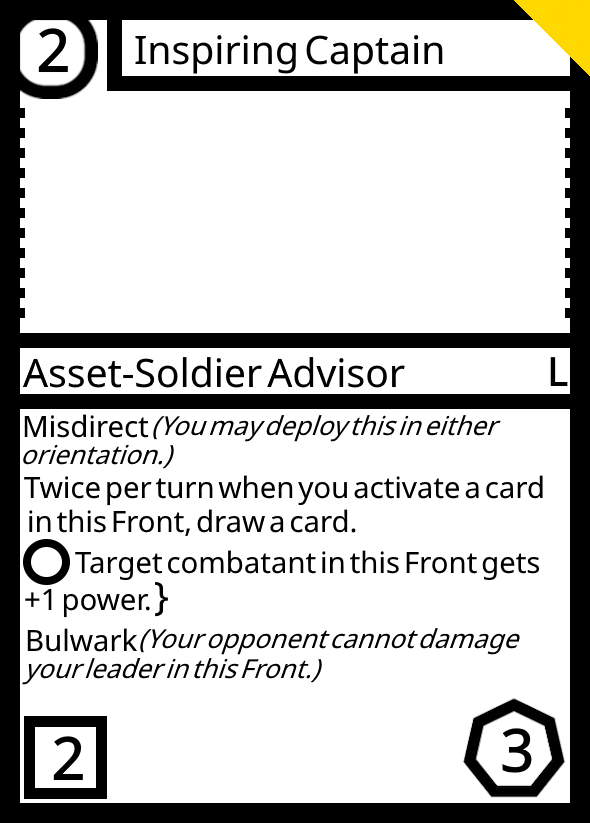 2
Inspiring Captain
Asset-Soldier Advisor L
Misdirect (You may deploy this in either
orientation.)
Twice per turn when you activate a card
in this Front, draw a card.
Target combatant in this Front gets
+1 power.}
Bulwark (Your opponent cannot damage
your leader in this Front.)
2 3